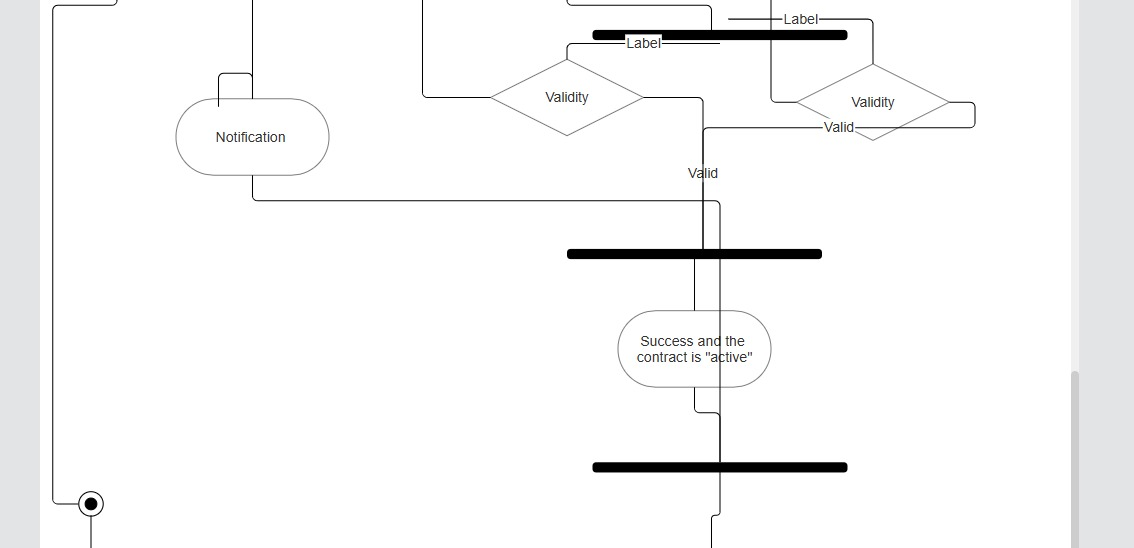 Label
Label
Validity
Validity
Valid
Notification
Valid
Success and the
contract is "active"